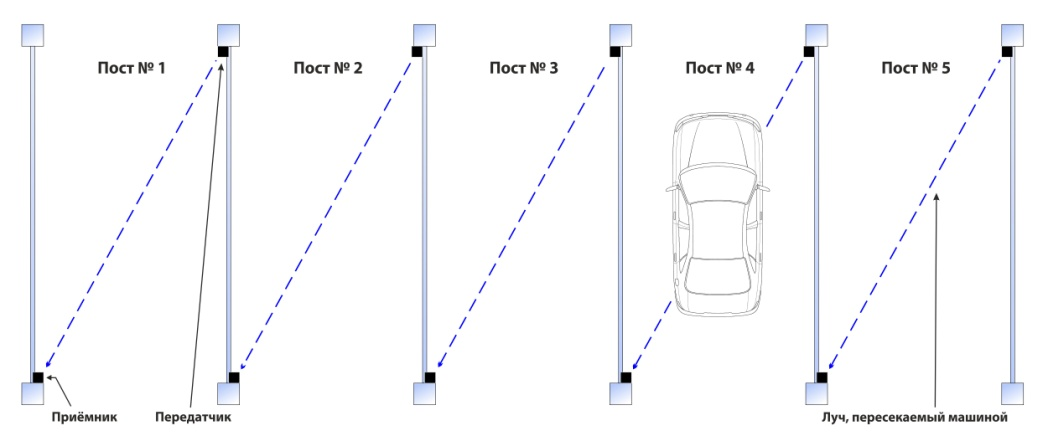 Пост № 1
Пост № 2
Пост № 3
Пост № 4
Пост № 5
Приёмник
Передатчик
Луч, пересекаемый машиной